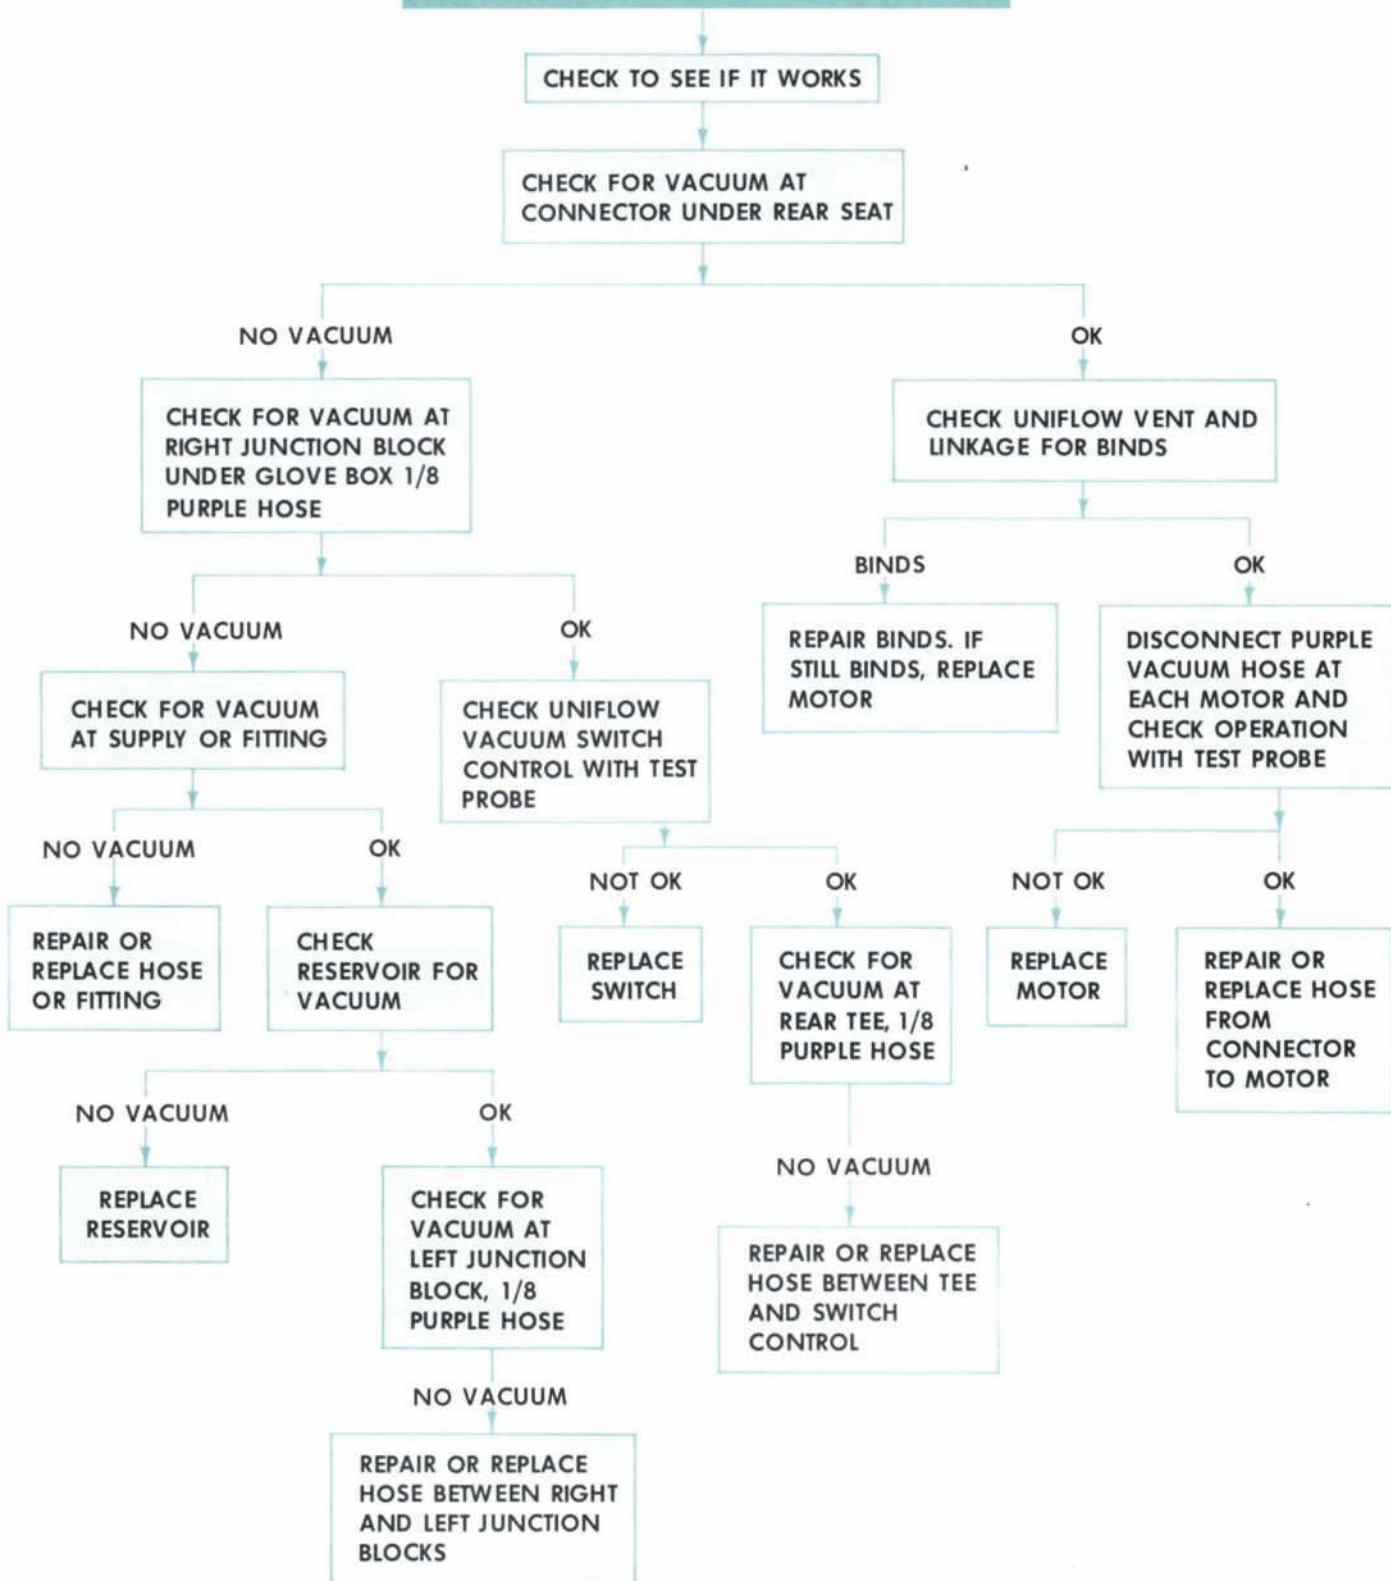 CHECK TO SEE IF IT WORKS
CHECK FOR VACUUM AT
CONNECTOR UNDER REAR SEAT
NO VACUUM
OK
CHECK FOR VACUUM AT
RIGHT JUNCTION BLOCK
UNDER GLOVE BOX 1/8
PURPLE HOSE
CHECK UNIFLOW VENT AND
LINKAGE FOR BINDS
NO VACUUM
OK
BINDS
OK
CHECK FOR VACUUM
AT SUPPLY OR FITTING
CHECK UNIFLOW
VACUUM SWITCH
CONTROL WITH TEST
PROBE
REPAIR BINDS. IF
STILL BINDS, REPLACE
MOTOR
DISCONNECT PURPLE
VACUUM HOSE AT
EACH MOTOR AND
CHECK OPERATION
WITH TEST PROBE
NO VACUUM
OK
NOT OK
OK
NOT OK
OK
REPAIR OR
REPLACE HOSE
OR FITTING
CHECK
RESERVOIR FOR
VACUUM
REPLACE
SWITCH
CHECK FOR
VACUUM AT
REAR TEE, 1/8
PURPLE HOSE
REPLACE
MOTOR
REPAIR OR
REPLACE HOSE
FROM
CONNECTOR
TO MOTOR
NO VACUUM
OK
NO VACUUM
REPLACE
RESERVOIR
CHECK FOR
VACUUM AT
LEFT JUNCTION
BLOCK, 1/8
PURPLE HOSE
REPAIR OR REPLACE
HOSE BETWEEN TEE
AND SWITCH
CONTROL
NO VACUUM
REPAIR OR REPLACE
HOSE BETWEEN RIGHT
AND LEFT JUNCTION
BLOCKS